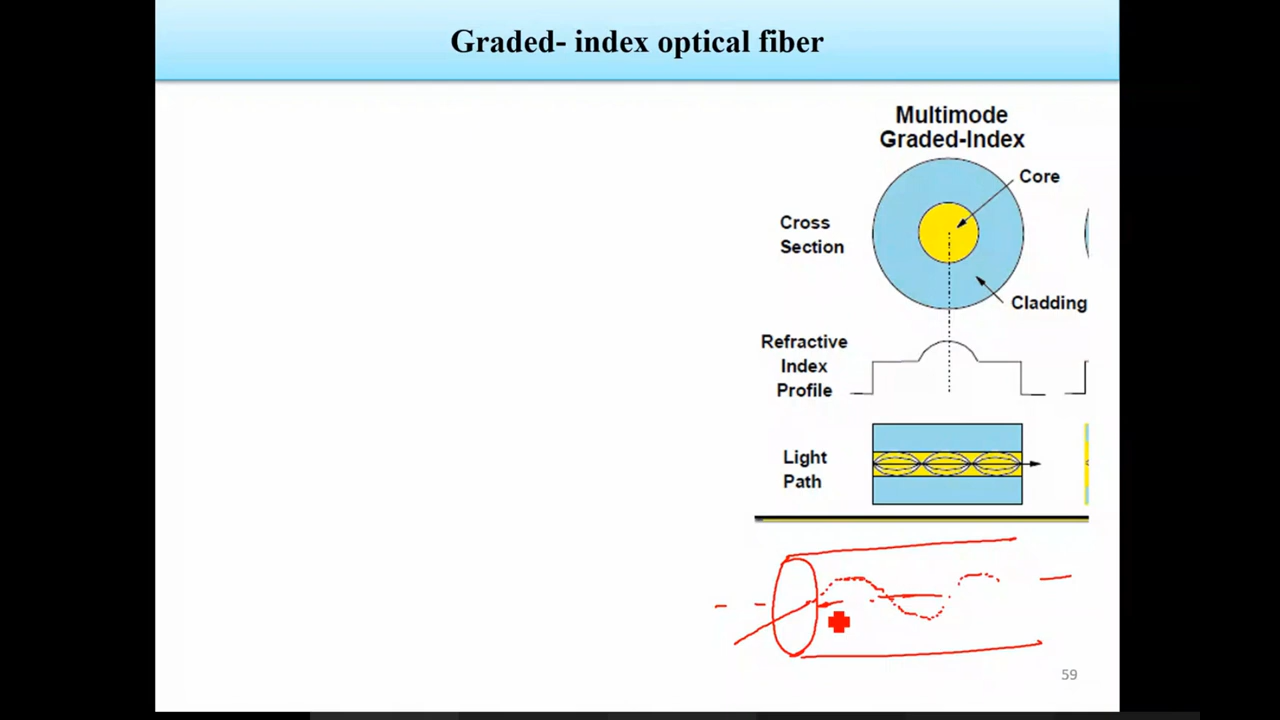 Graded- index optical fiber
Multimode
Graded-Index
Core
Cross
Section
Cladding
Refractive
Index
Profile
Light
Path
59